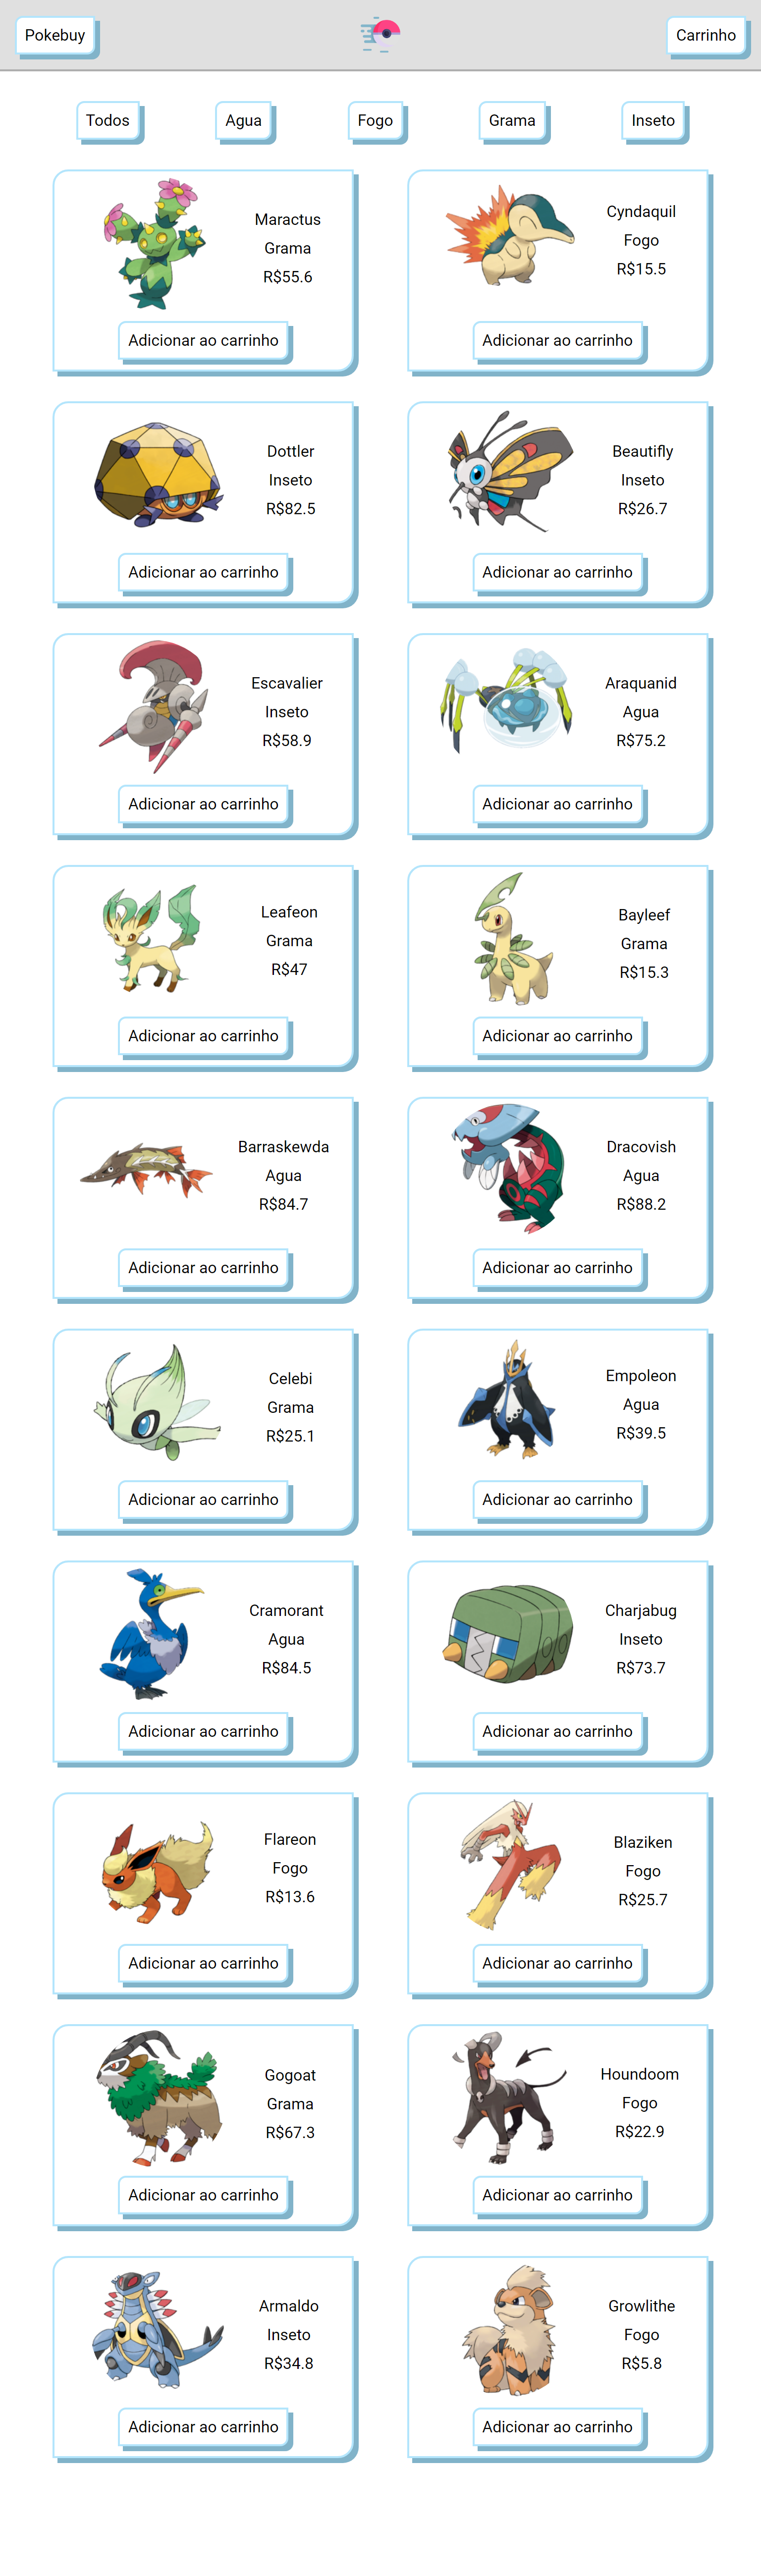 Pokebuy
Carrinho
Todos
Agua
Fogo
Grama
Inseto
Maractus
Grama
R$55.6
Adicionar ao carrinho
Cyndaquil
Fogo
R$15.5
Adicionar ao carrinho
Dottler
Inseto
R$82.5
Adicionar ao carrinho
Beautifly
Inseto
R$26.7
Adicionar ao carrinho
Escavalier
Inseto
R$58.9
Adicionar ao carrinho
Araquanid
Agua
R$75.2
Adicionar ao carrinho
Leafeon
Grama
R$47
Adicionar ao carrinho
Bayleef
Grama
R$15.3
Adicionar ao carrinho
Barraskewda
Agua
R$84.7
Adicionar ao carrinho
Dracovish
Agua
R$88.2
Adicionar ao carrinho
Celebi
Grama
R$25.1
Adicionar ao carrinho
Empoleon
Agua
R$39.5
Adicionar ao carrinho
Cramorant
Agua
R$84.5
Adicionar ao carrinho
Charjabug
Inseto
R$73.7
Adicionar ao carrinho
Flareon
Fogo
R$13.6
Adicionar ao carrinho
Blaziken
Fogo
R$25.7
Adicionar ao carrinho
Gogoat
Grama
R$67.3
Adicionar ao carrinho
Houndoom
Fogo
R$22.9
Adicionar ao carrinho
Armaldo
Inseto
R$34.8
Adicionar ao carrinho
Growlithe
Fogo
R$5.8
Adicionar ao carrinho